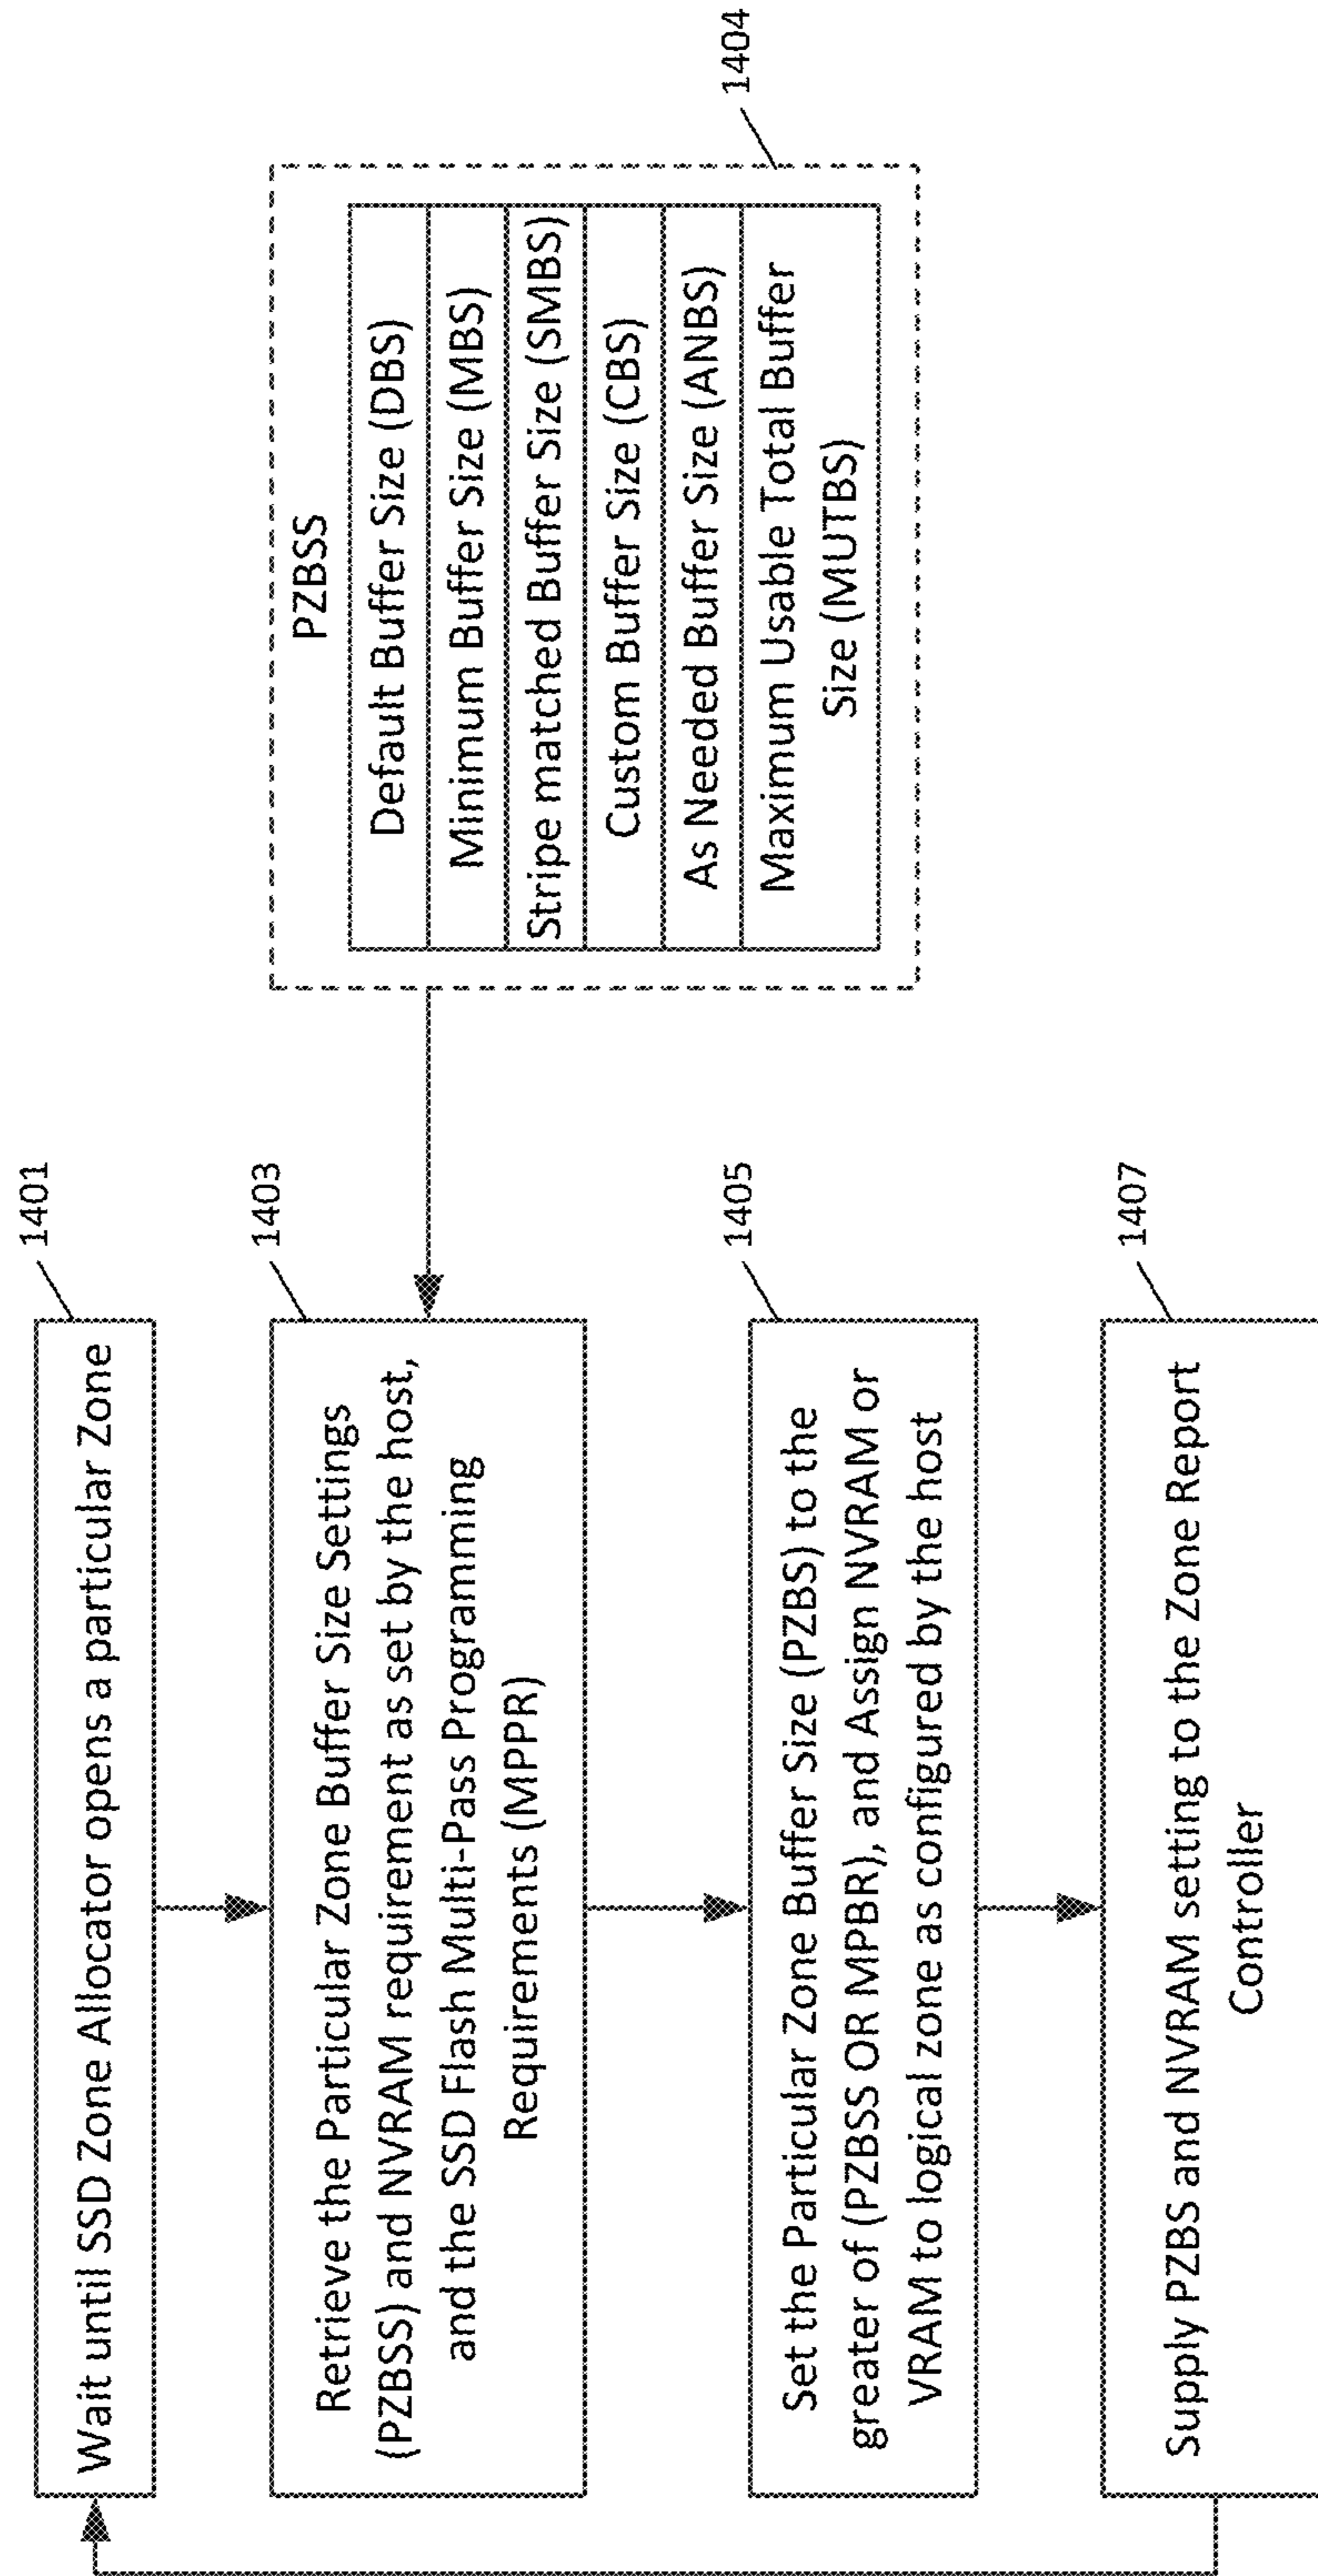 1401
Wait until SSD Zone Allocator opens a particular Zone
1403
Retrieve the Particular Zone Buffer Size Settings
(PZBSS) and NVRAM requirement as set by the host,
and the SSD Flash Multi-Pass Programming
Requirements (MPPR)
PZBSS
Default Buffer Size (DBS)
Minimum Buffer Size (MBS)
Stripe matched Buffer Size (SMBS)
Custom Buffer Size (CBS)
As Needed Buffer Size (ANBS)
Maximum Usable Total Buffer
Size (MUTBS)
1404
1405
Set the Particular Zone Buffer Size (PZBS) to the
greater of (PZBSS OR MPBR), and Assign NVRAM or
VRAM to logical zone as configured by the host
1407
Supply PZBS and NVRAM setting to the Zone Report
Controller